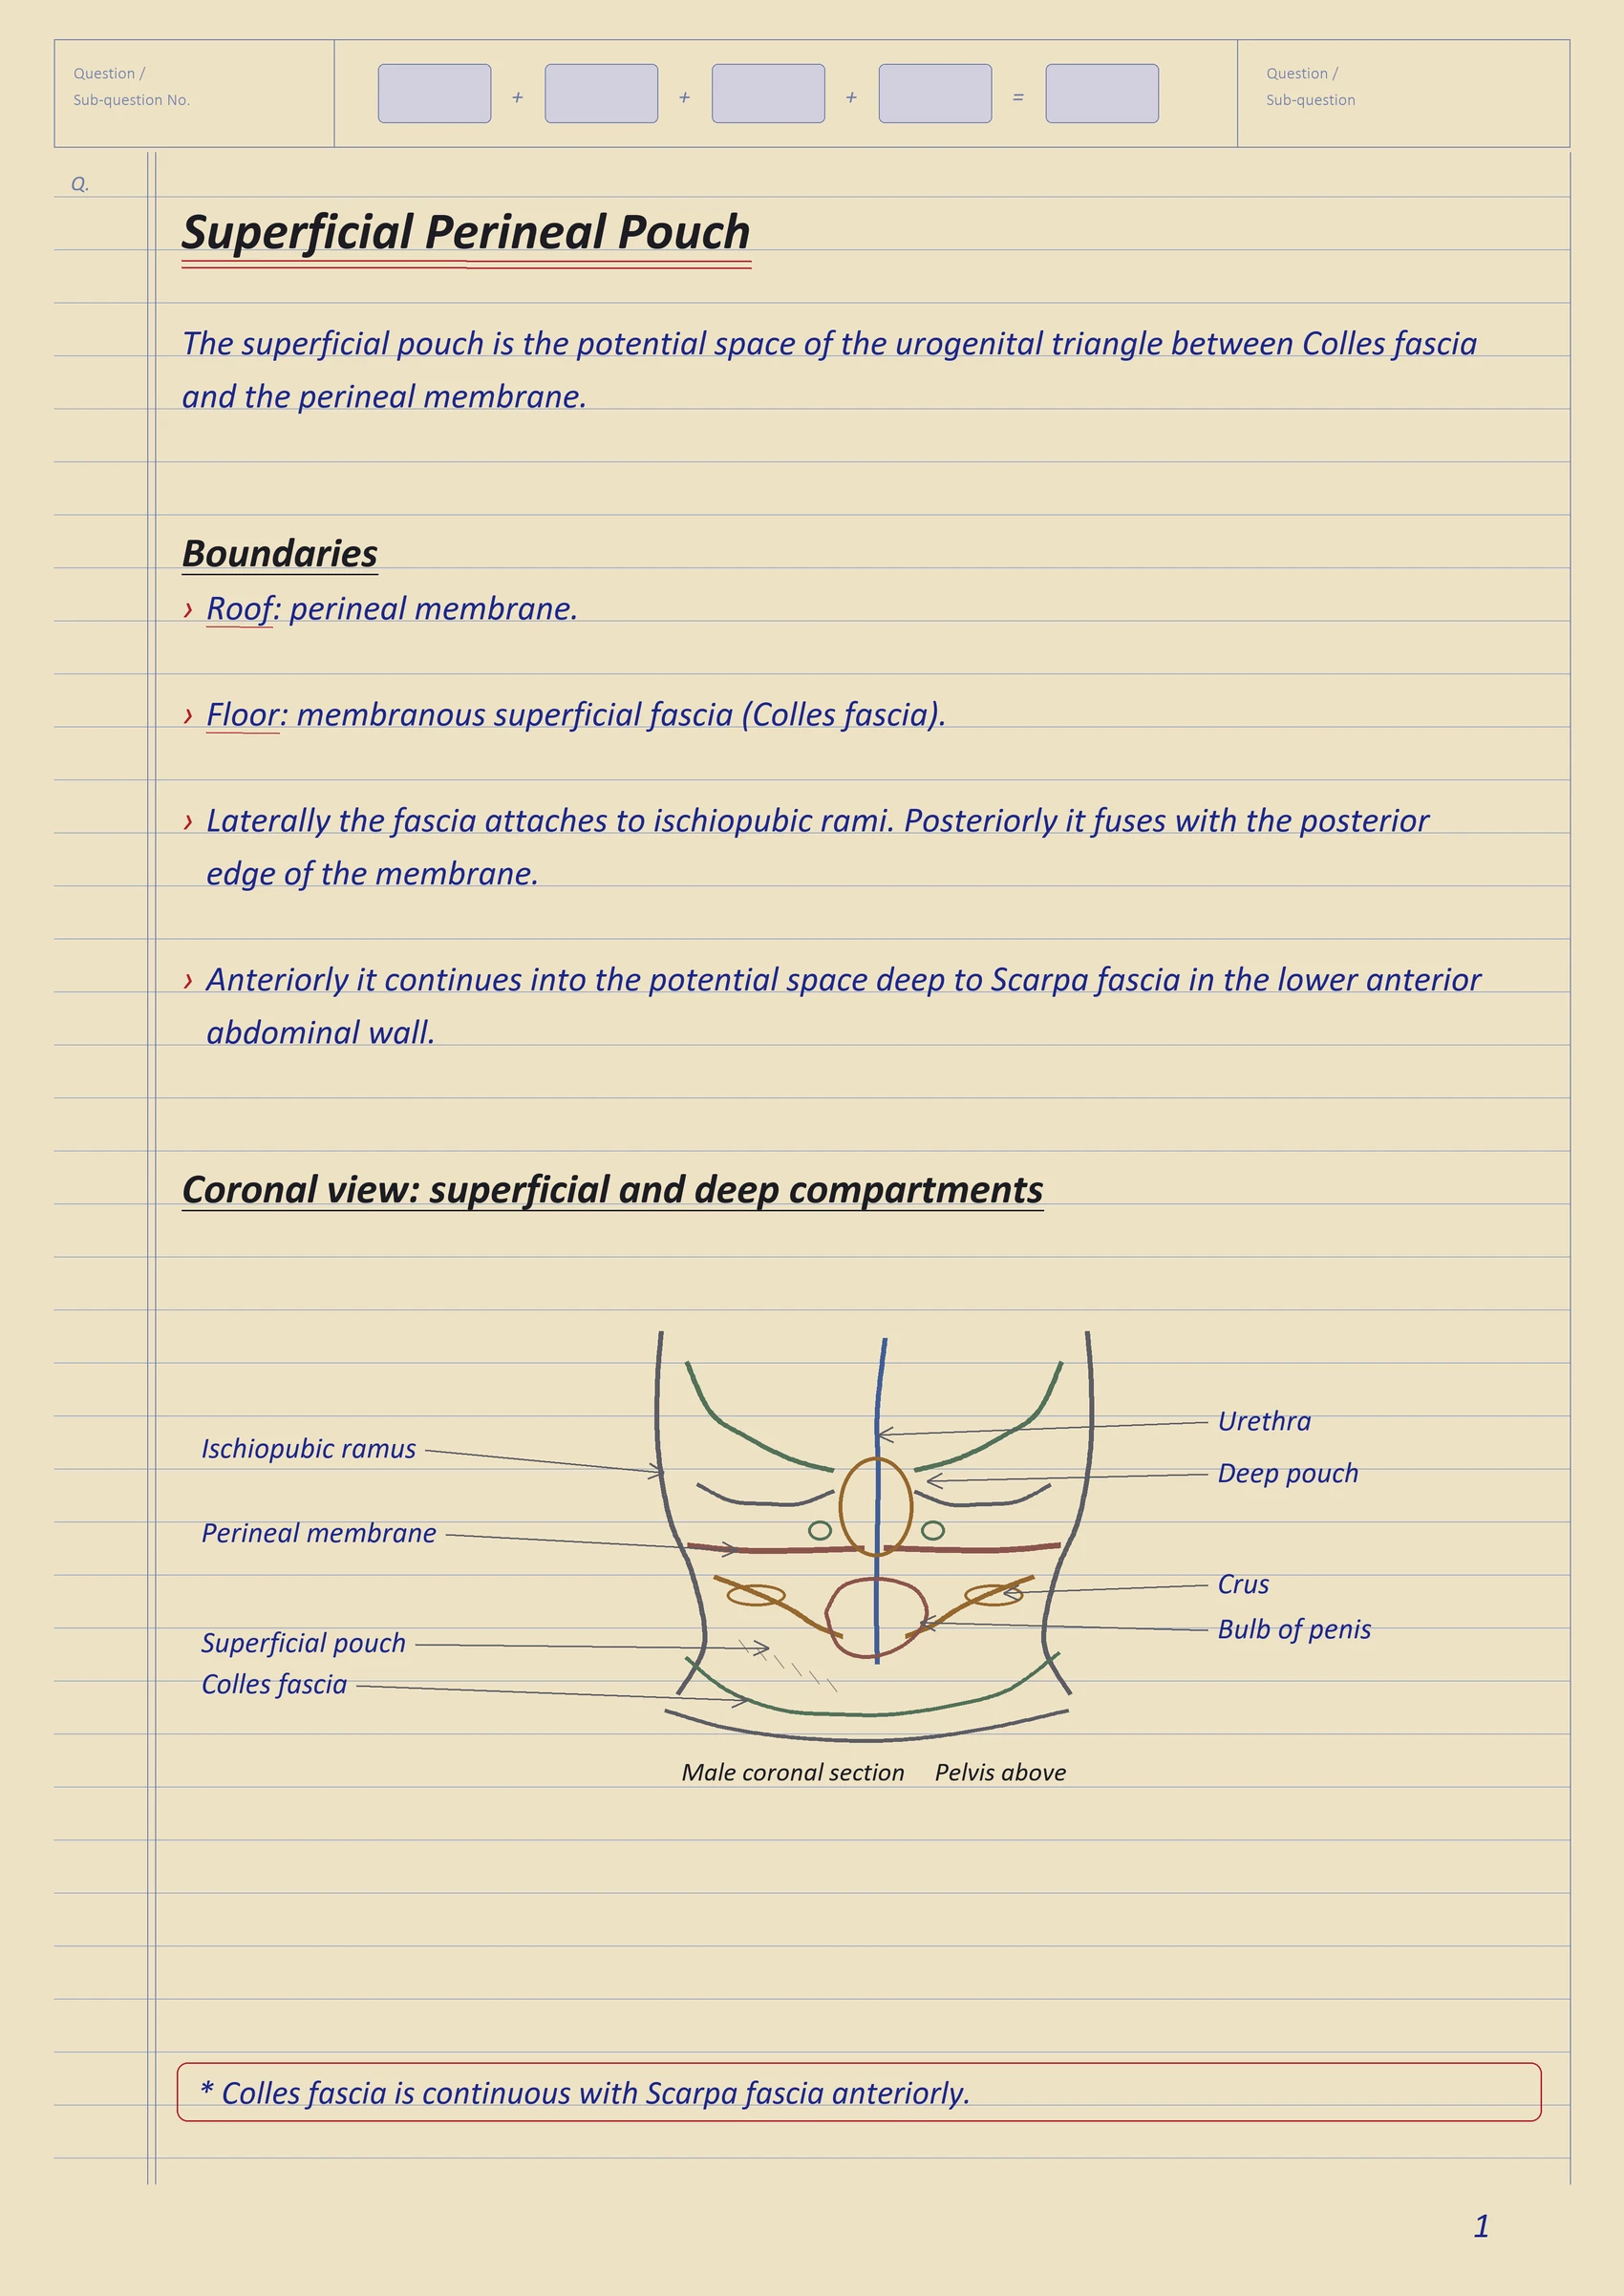 Question /
Sub-question No.
+ + + =
Question /
Sub-question
Q.
Superficial Perineal Pouch
The superficial pouch is the potential space of the urogenital triangle between Colles fascia
and the perineal membrane.
Boundaries
› Roof: perineal membrane.
› Floor: membranous superficial fascia (Colles fascia).
› Laterally the fascia attaches to ischiopubic rami. Posteriorly it fuses with the posterior
edge of the membrane.
› Anteriorly it continues into the potential space deep to Scarpa fascia in the lower anterior
abdominal wall.
Coronal view: superficial and deep compartments
Urethra
Ischiopubic ramus
Deep pouch
Perineal membrane
Crus
Bulb of penis
Superficial pouch
Colles fascia
Male coronal section Pelvis above
* Colles fascia is continuous with Scarpa fascia anteriorly.
1